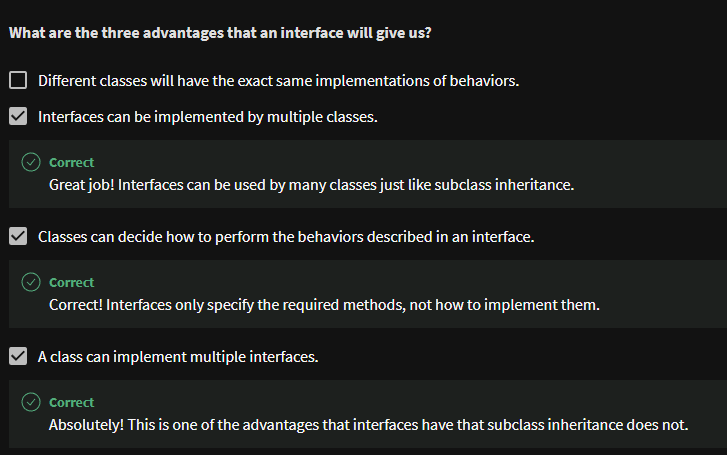 What are the three advantages that an interface will give us?
Different classes will have the exact same implementations of behaviors.
Interfaces can be implemented by multiple classes.
Correct
Great job! Interfaces can be used by many classes just like subclass inheritance.
Classes can decide how to perform the behaviors described in an interface.
Correct
Correct! Interfaces only specify the required methods, not how to implement them.
A class can implement multiple interfaces.
Correct
Absolutely! This is one of the advantages that interfaces have that subclass inheritance does not.